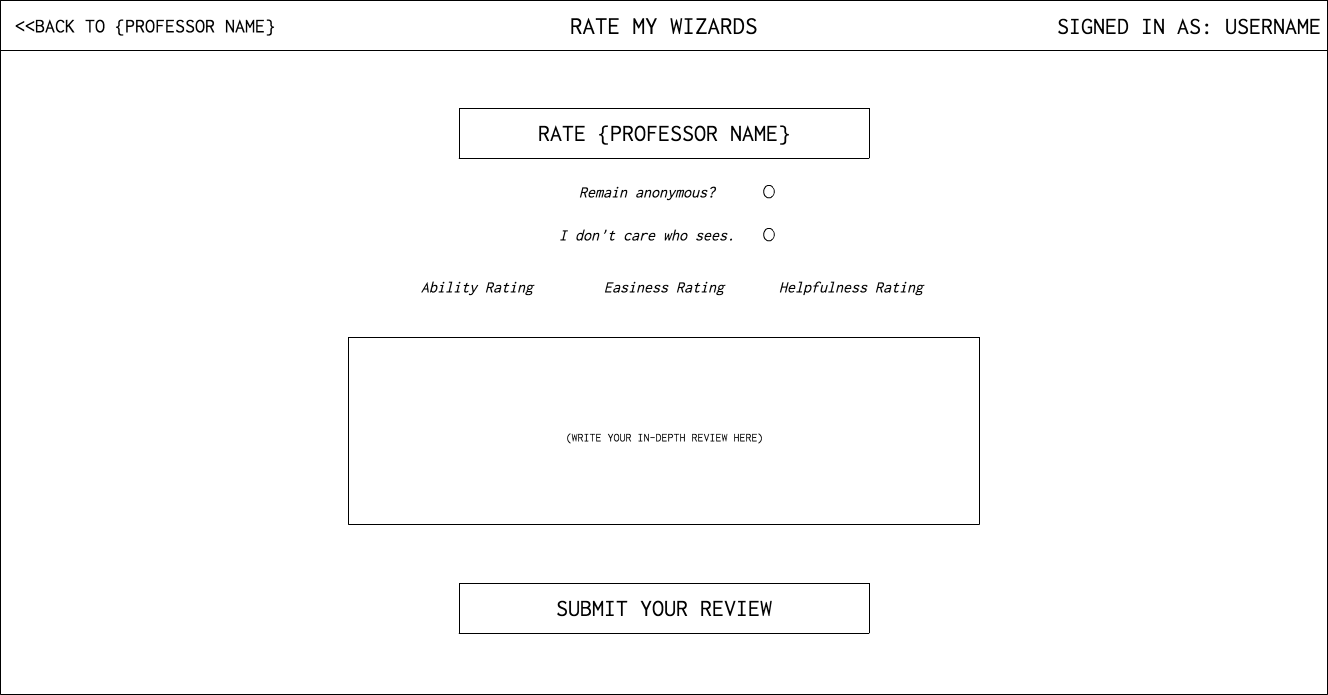 <<BACK TO {PROFESSOR NAME}
RATE MY WIZARDS
SIGNED IN AS: USERNAME
RATE {PROFESSOR NAME}
Remain anonymous?
I don't care who sees.
Ability Rating
Easiness Rating
Helpfulness Rating
(WRITE YOUR IN-DEPTH REVIEW HERE)
SUBMIT YOUR REVIEW